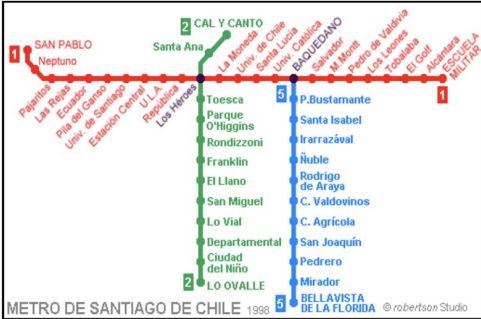 2
CAL Y CANTO
Santa Ana
1
SAN PABLO
Neptuno
Pajaritos
Las Rejas
Ecuador
Pila del Ganso
Univ. de Santiago
Estación Central
U.L.A.
República
Los Héroes
La Moneda
Univ. de Chile
Santa Lucía
Univ. Católica
BAQUEDANO
Salvador
M.Montt
Pedro de Valdivia
Los Leones
Tobalaba
El Golf
Alcántara
ESCUELA
MILITAR
1
Toesca
Parque
O'Higgins
Rondizzoni
Franklin
El Llano
San Miguel
Lo Vial
Departamental
Ciudad
del Niño
2
LO OVALLE
5
P.Bustamante
Santa Isabel
Irarrazával
Ñuble
Rodrigo
de Araya
C. Valdovinos
C. Agrícola
San Joaquín
Pedrero
Mirador
5
BELLAVISTA
DE LA FLORIDA
METRO DE SANTIAGO DE CHILE 1998
© robertson Studio